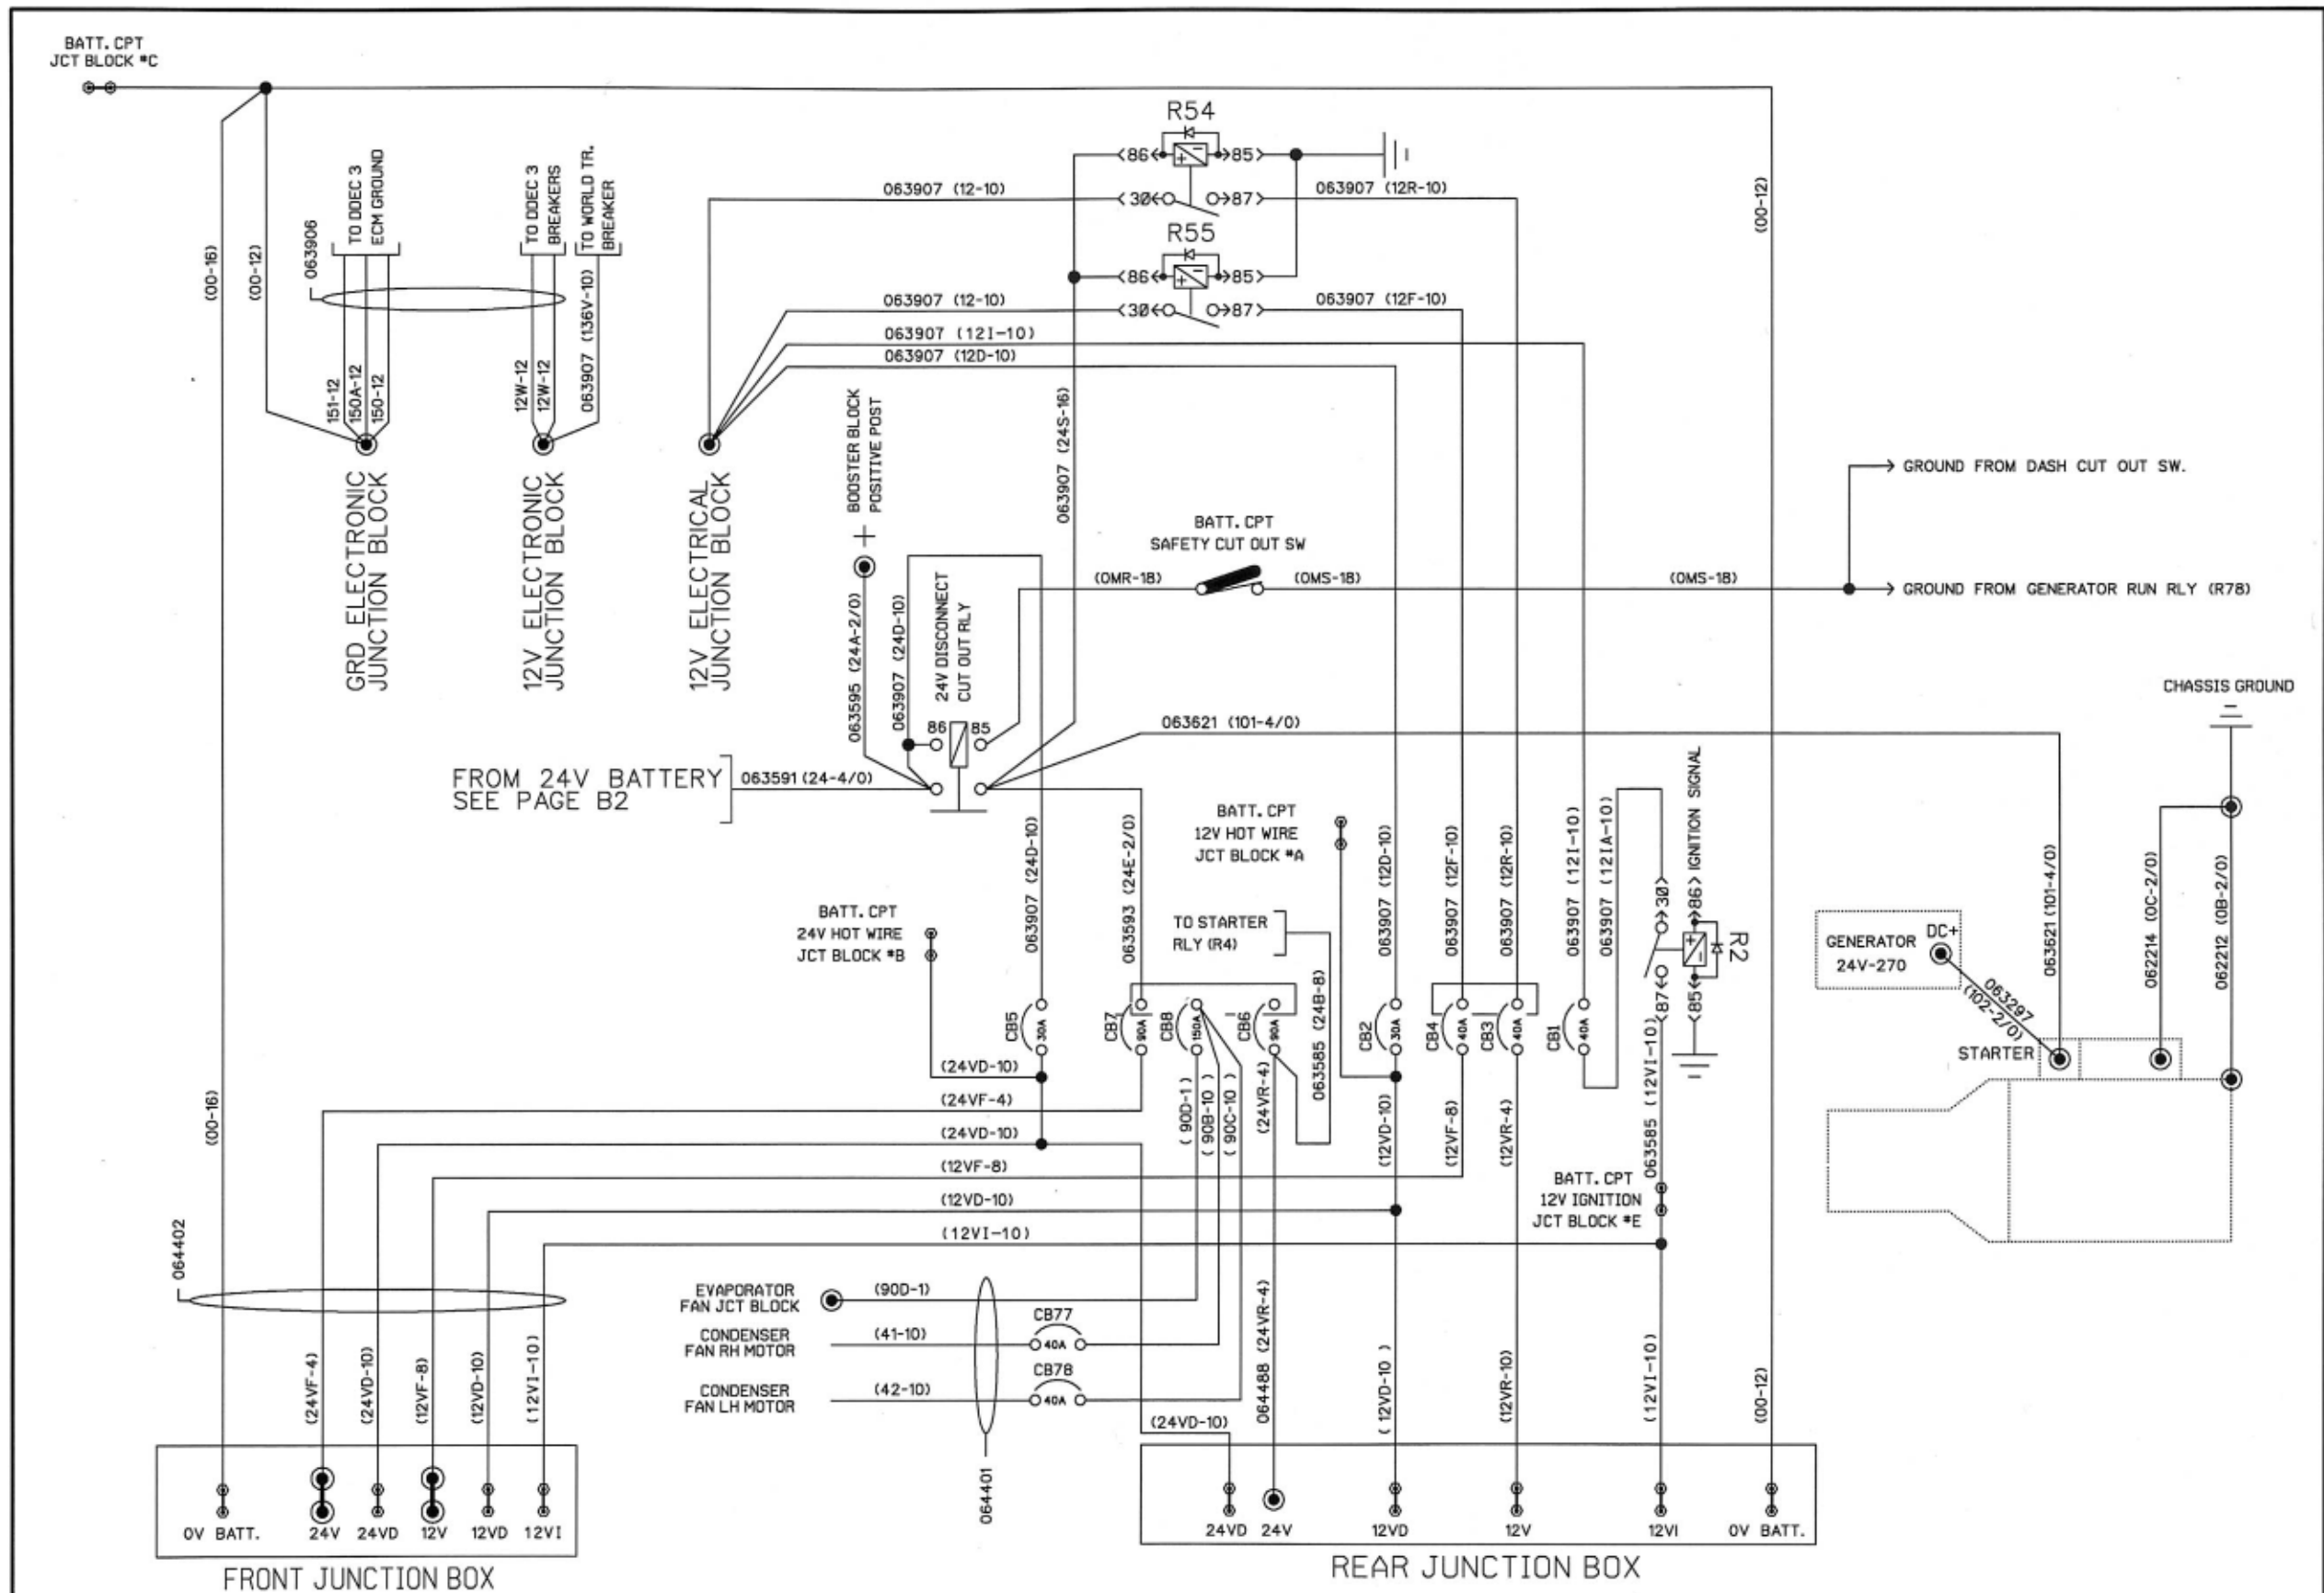 BATT. CPT
JCT BLOCK #C
R54
<86<
>85>
063907 (12-10)
<30<
>87>
063907 (12R-10)
R55
<86<
>85>
063907 (12-10)
<30<
>87>
063907 (12F-10)
063907 (12I-10)
063907 (12D-10)
(00-16)
(00-12)
063906
TO DDEC 3
ECM GROUND
TO DDEC 3
BREAKERS
TO WORLD TR.
BREAKER
151-12
150A-12
150-12
12W-12
12W-12
063907 (136V-10)
(00-12)
GRD ELECTRONIC
JUNCTION BLOCK
12V ELECTRONIC
JUNCTION BLOCK
12V ELECTRICAL
JUNCTION BLOCK
BOOSTER BLOCK
POSITIVE POST
+
063907 (24S-16)
063595 (24A-2/0)
063907 (24D-10)
24V DISCONNECT
CUT OUT RLY
86
85
BATT. CPT
SAFETY CUT OUT SW
(OMR-18)
(OMS-18)
(OMS-18)
GROUND FROM DASH CUT OUT SW.
GROUND FROM GENERATOR RUN RLY (R78)
CHASSIS GROUND
FROM 24V BATTERY
SEE PAGE B2
063591 (24-4/0)
063621 (101-4/0)
BATT. CPT
12V HOT WIRE
JCT BLOCK #A
BATT. CPT
24V HOT WIRE
JCT BLOCK #B
TO STARTER
RLY (R4)
063907 (24D-10)
063593 (24E-2/0)
063585 (24B-8)
063907 (12D-10)
063907 (12F-10)
063907 (12R-10)
063907 (12I-10)
063907 (12IA-10)
IGNITION SIGNAL
>30>
>86>
R2
<87<
<85<
CB5
30A
CB7
90A
CB8
150A
CB6
90A
CB2
30A
CB4
40A
CB3
40A
CB1
40A
GENERATOR
24V-270
DC+
063297
(102-2/0)
STARTER
063621 (101-4/0)
062214 (0C-2/0)
062212 (0B-2/0)
(24VD-10)
(24VF-4)
(24VD-10)
(12VF-8)
(12VD-10)
(12VI-10)
(90D-1)
(90B-10)
(90C-10)
(24VR-4)
(12VD-10)
(12VF-8)
(12VR-4)
063585 (12VI-10)
BATT. CPT
12V IGNITION
JCT BLOCK #E
(00-16)
064402
EVAPORATOR
FAN JCT BLOCK
(90D-1)
CONDENSER
FAN RH MOTOR
(41-10)
CB77
40A
CONDENSER
FAN LH MOTOR
(42-10)
CB78
40A
064401
(24VF-4)
(24VD-10)
(12VF-8)
(12VD-10)
(12VI-10)
(24VD-10)
064488 (24VR-4)
(12VD-10)
(12VR-10)
(12VI-10)
(00-12)
0V BATT.
24V
24VD
12V
12VD
12VI
FRONT JUNCTION BOX
24VD
24V
12VD
12V
12VI
0V BATT.
REAR JUNCTION BOX